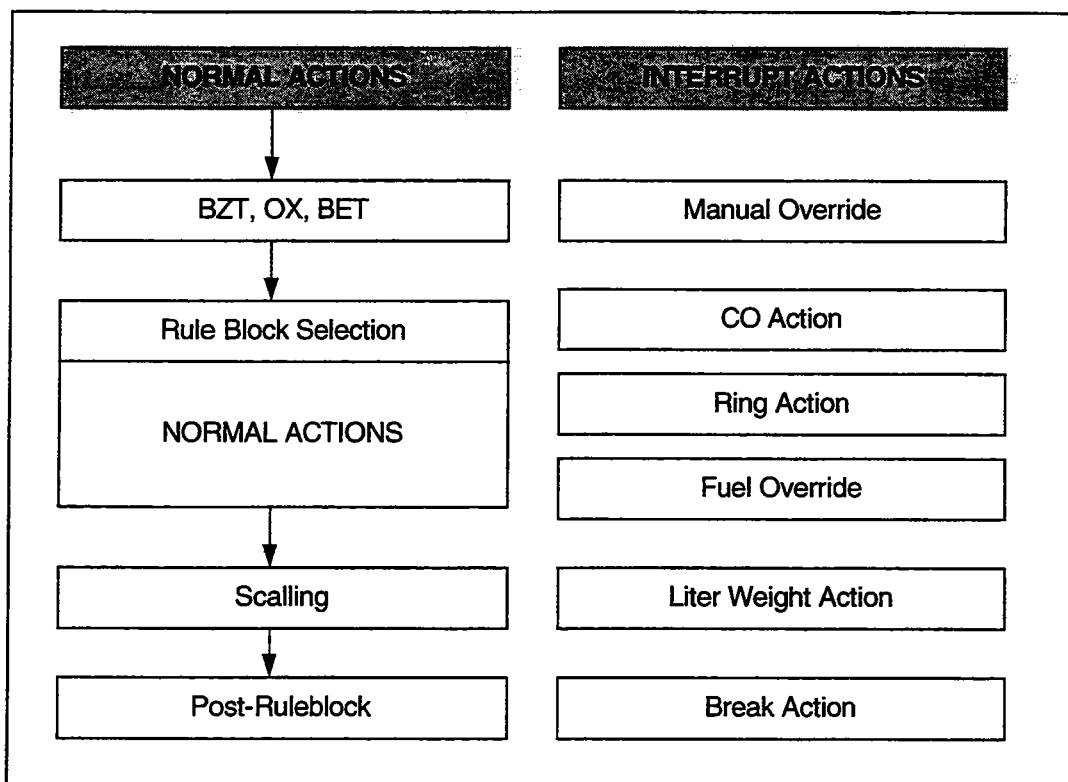 NORMAL ACTIONS
BZT, OX, BET
Rule Block Selection
NORMAL ACTIONS
Scalling
Post-Ruleblock
INTERRUPT ACTIONS
Manual Override
CO Action
Ring Action
Fuel Override
Liter Weight Action
Break Action